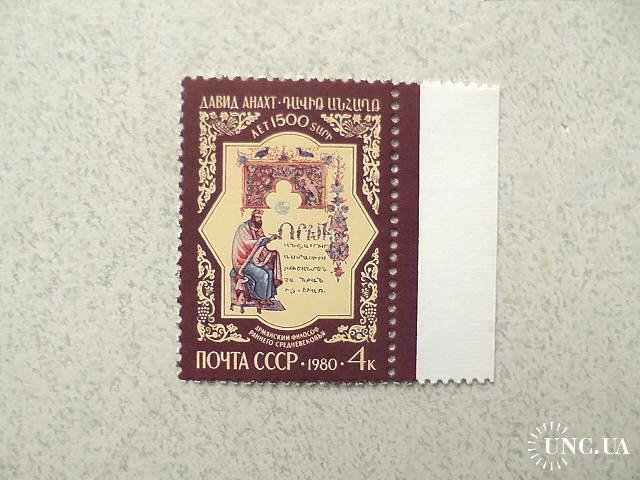 ДАВИД АНАХТ · ԴԱՎԻԹ ԱՆՀԱՂԹ
ЛЕТ 1500 ՏԱՐԻ
АРМЯНСКИЙ ФИЛОСОФ
РАННЕГО СРЕДНЕВЕКОВЬЯ
ПОЧТА СССР · 1980 · 4к
UNC.UA